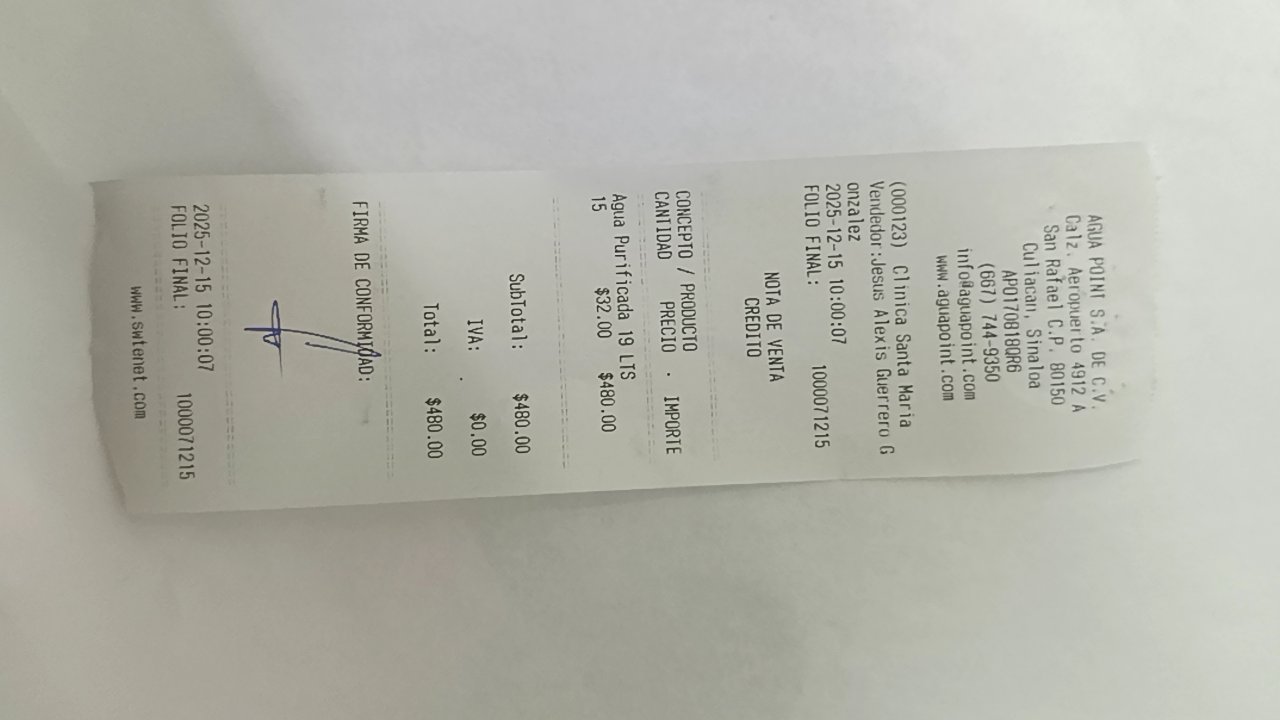 AGUA POINT S.A. DE C.V.
Calz. Aeropuerto 4912 A
San Rafael C.P. 80150
Culiacan, Sinaloa
APO170818QR6
(667) 744-9350
info@aguapoint.com
www.aguapoint.com
(000123) Clinica Santa Maria
Vendedor:Jesus Alexis Guerrero G
onzalez
2025-12-15 10:00:07
FOLIO FINAL: 1000071215
NOTA DE VENTA
CREDITO
CONCEPTO / PRODUCTO
CANTIDAD PRECIO . IMPORTE
Agua Purificada 19 LTS
15 $32.00 $480.00
SubTotal: $480.00
IVA: $0.00
Total: $480.00
FIRMA DE CONFORMIDAD:
2025-12-15 10:00:07
FOLIO FINAL: 1000071215
www.swtenet.com